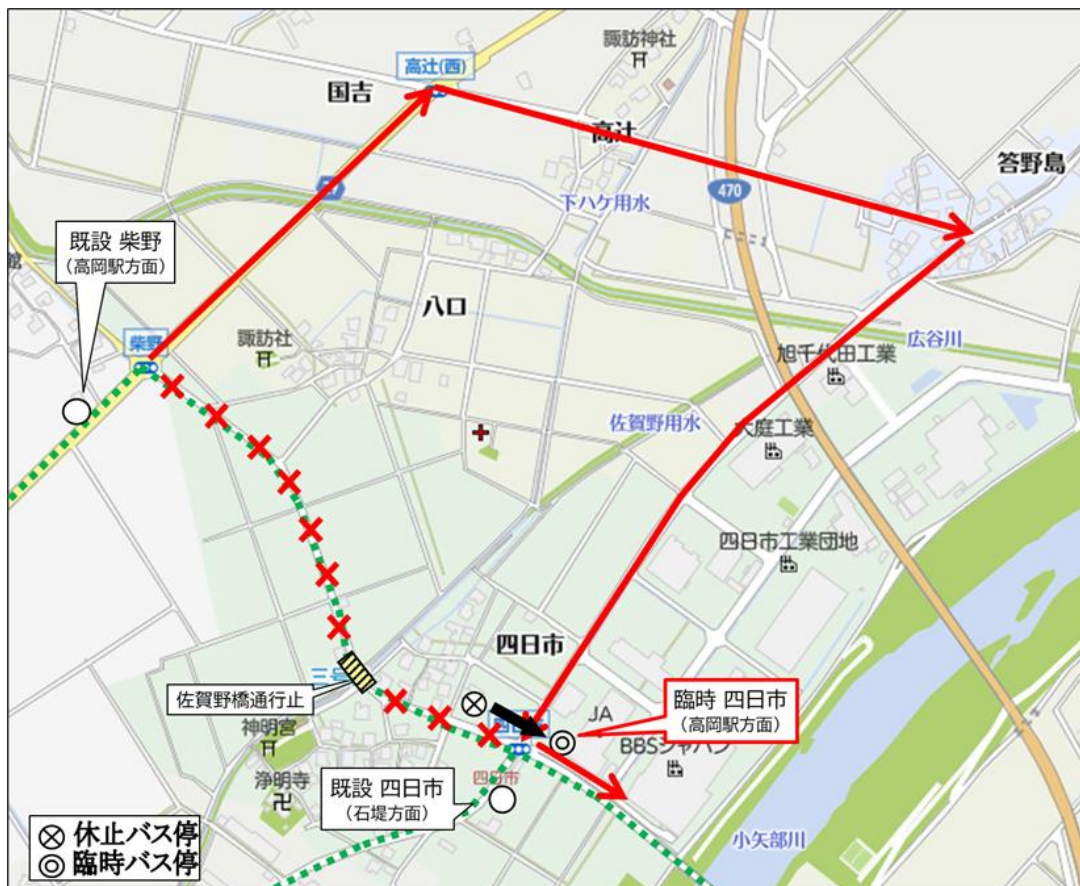 諏訪神社
高辻(西)
国吉
高辻
470
答野島
下ハケ用水
既設 柴野
(高岡駅方面)
館
八口
柴野
諏訪社
広谷川
旭千代田工業
佐賀野用水
大庭工業
四日市工業団地
四日市
三号
佐賀野橋通行止
臨時 四日市
(高岡駅方面)
JA
BBSジャパン
神明宮
浄明寺
四日市
既設 四日市
(石堤方面)
小矢部川
休止バス停
臨時バス停